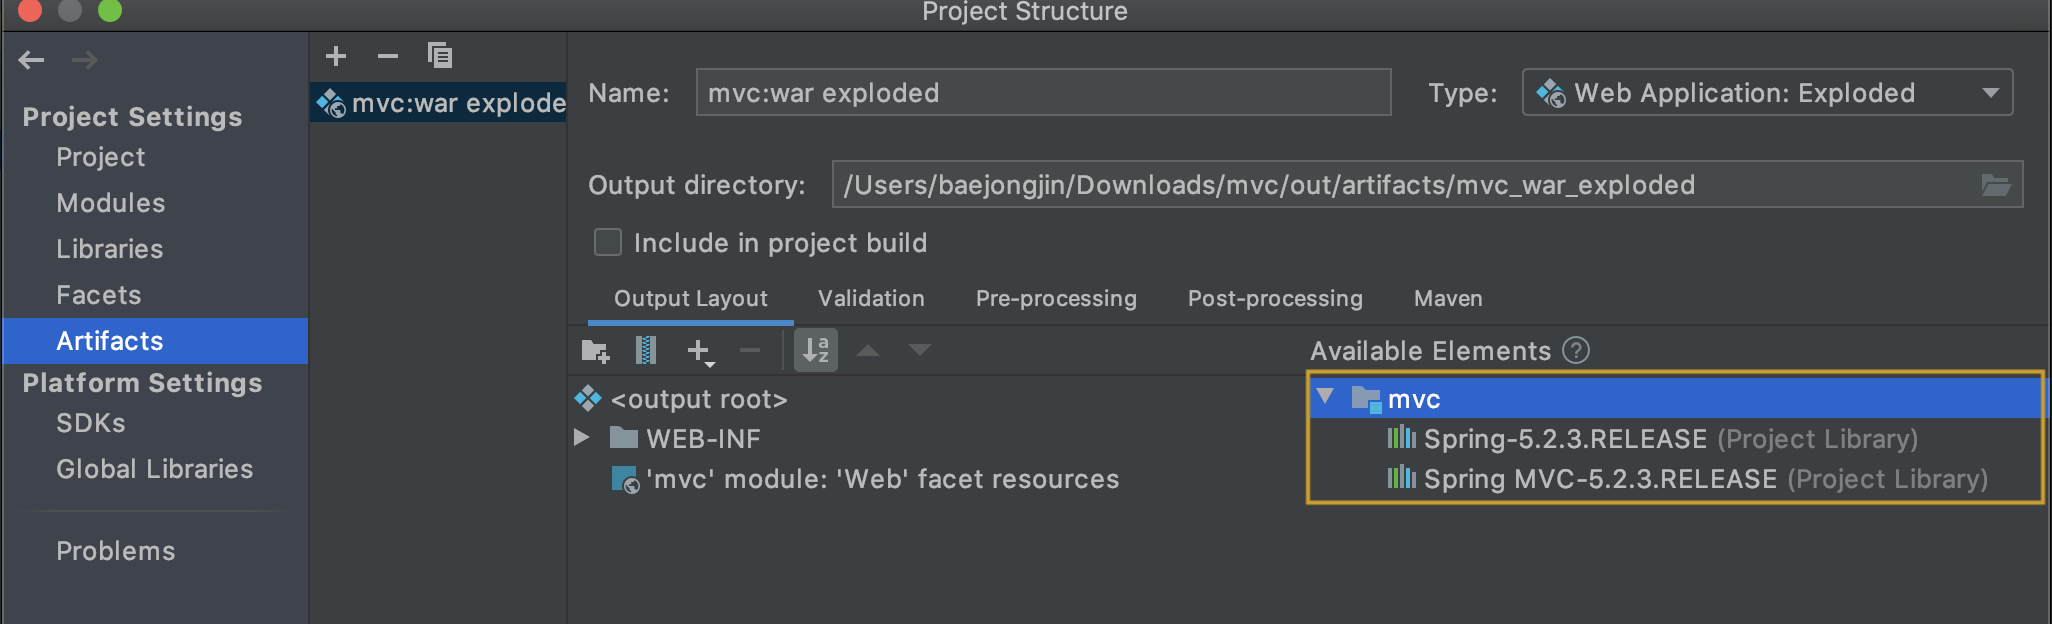 Project Structure
Project Settings
Project
Modules
Libraries
Facets
Artifacts
Platform Settings
SDKs
Global Libraries
Problems
mvc:war explode
Name: mvc:war exploded Type: Web Application: Exploded
Output directory: /Users/baejongjin/Downloads/mvc/out/artifacts/mvc_war_exploded
Include in project build
Output Layout Validation Pre-processing Post-processing Maven
Available Elements ?
<output root>
WEB-INF
'mvc' module: 'Web' facet resources
mvc
Spring-5.2.3.RELEASE (Project Library)
Spring MVC-5.2.3.RELEASE (Project Library)